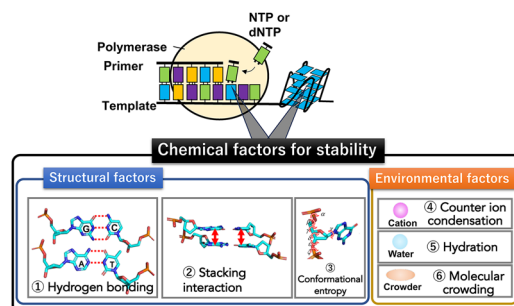 NTP or
dNTP
Polymerase
Primer
Template
Chemical factors for stability
Structural factors
Environmental factors
G
C
A
T
① Hydrogen bonding
② Stacking
interaction
③
Conformational
entropy
Cation
④ Counter ion
condensation
Water
⑤ Hydration
Crowder
⑥ Molecular
crowding